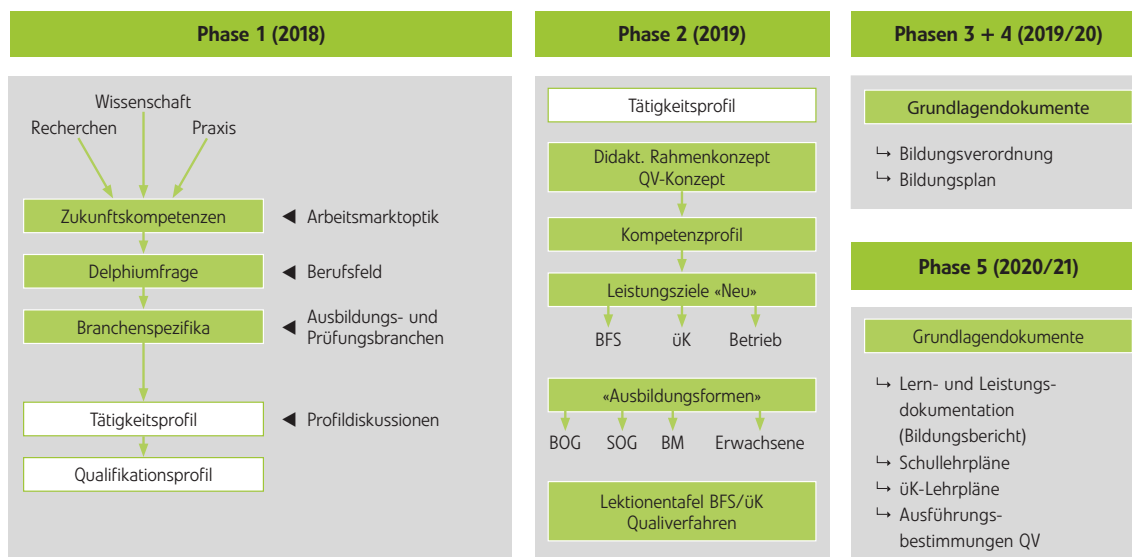 Phase 1 (2018)
Wissenschaft
Recherchen
Praxis
Zukunftskompetenzen
Arbeitsmarktoptik
Delphiumfrage
Berufsfeld
Branchenspezifika
Ausbildungs- und
Prüfungsbranchen
Tätigkeitsprofil
Profildiskussionen
Qualifikationsprofil
Phase 2 (2019)
Tätigkeitsprofil
Didakt. Rahmenkonzept
QV-Konzept
Kompetenzprofil
Leistungsziele «Neu»
BFS
üK
Betrieb
«Ausbildungsformen»
BOG
SOG
BM
Erwachsene
Lektionentafel BFS/üK
Qualiverfahren
Phasen 3 + 4 (2019/20)
Grundlagendokumente
Bildungsverordnung
Bildungsplan
Phase 5 (2020/21)
Grundlagendokumente
Lern- und Leistungs-
dokumentation
(Bildungsbericht)
Schullehrpläne
üK-Lehrpläne
Ausführungs-
bestimmungen QV